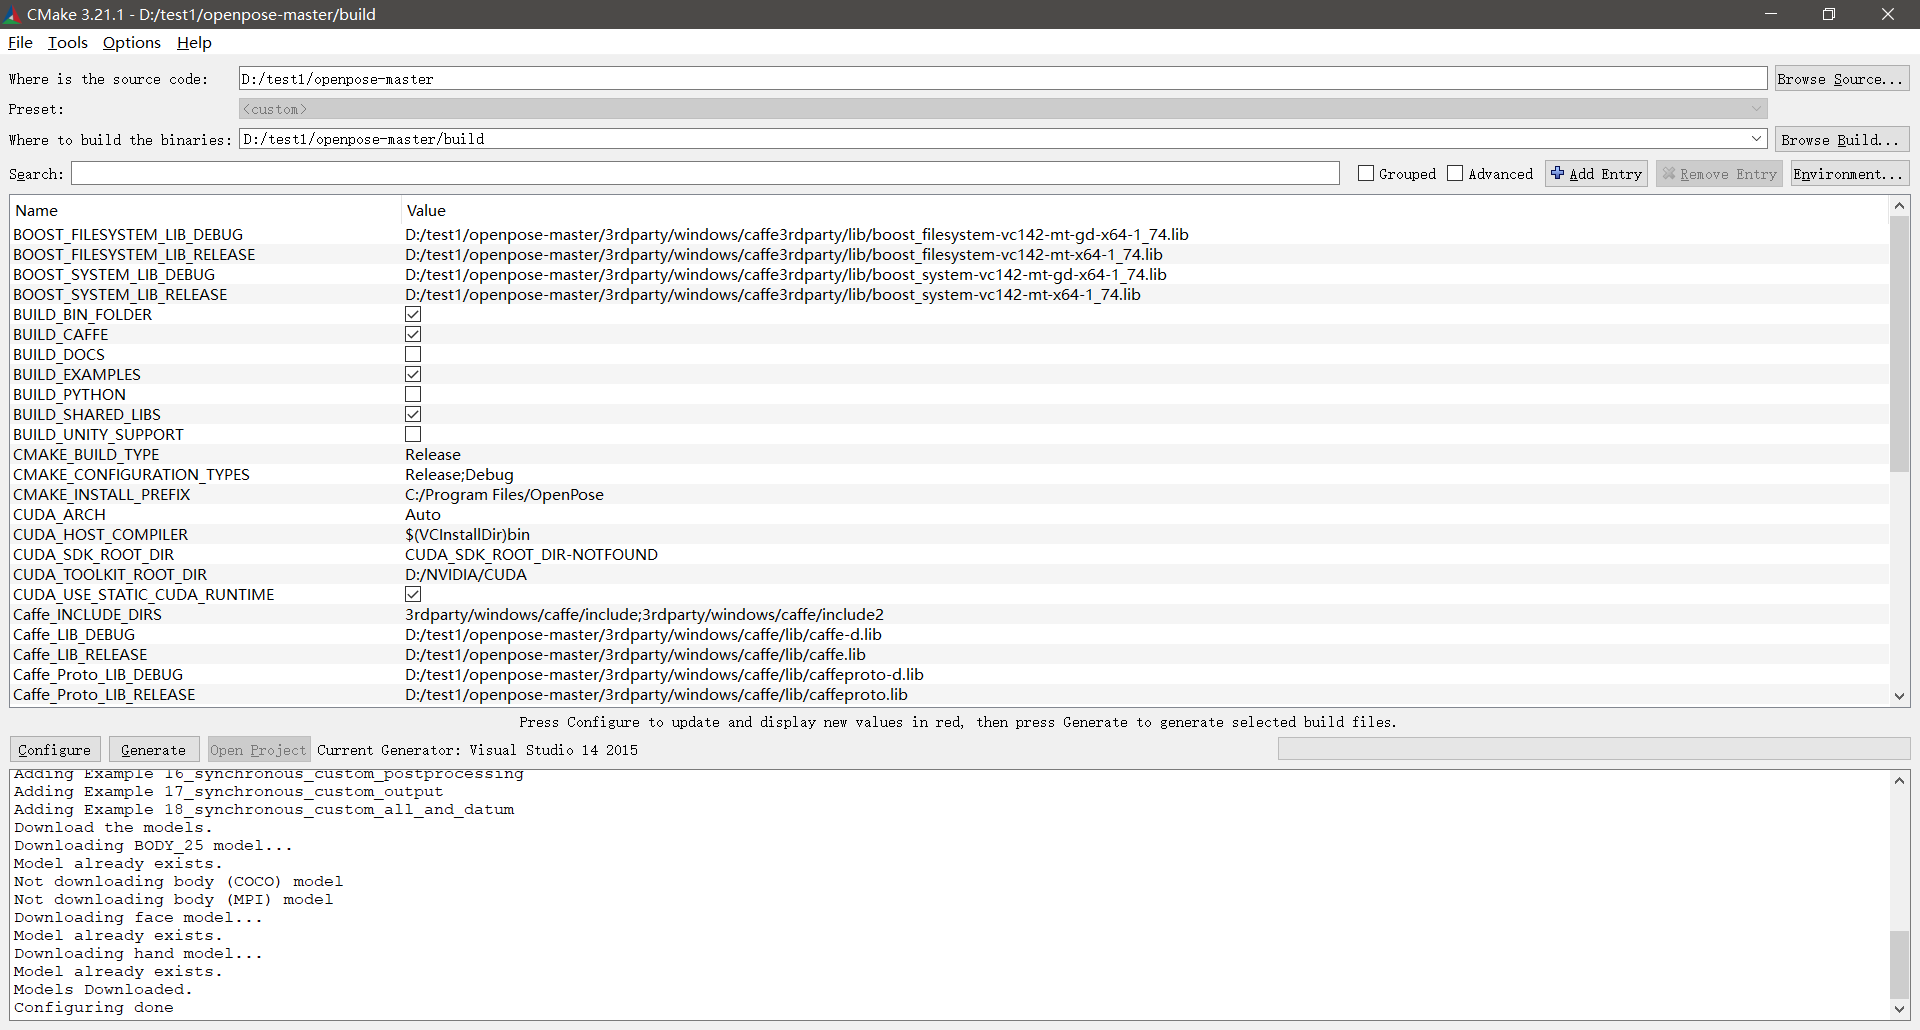 CMake 3.21.1 - D:/test1/openpose-master/build
File Tools Options Help
Where is the source code: D:/test1/openpose-master Browse Source...
Preset: <custom>
Where to build the binaries: D:/test1/openpose-master/build Browse Build...
Search: Grouped Advanced Add Entry Remove Entry Environment...
Name Value
BOOST_FILESYSTEM_LIB_DEBUG D:/test1/openpose-master/3rdparty/windows/caffe3rdparty/lib/boost_filesystem-vc142-mt-gd-x64-1_74.lib
BOOST_FILESYSTEM_LIB_RELEASE D:/test1/openpose-master/3rdparty/windows/caffe3rdparty/lib/boost_filesystem-vc142-mt-x64-1_74.lib
BOOST_SYSTEM_LIB_DEBUG D:/test1/openpose-master/3rdparty/windows/caffe3rdparty/lib/boost_system-vc142-mt-gd-x64-1_74.lib
BOOST_SYSTEM_LIB_RELEASE D:/test1/openpose-master/3rdparty/windows/caffe3rdparty/lib/boost_system-vc142-mt-x64-1_74.lib
BUILD_BIN_FOLDER
BUILD_CAFFE
BUILD_DOCS
BUILD_EXAMPLES
BUILD_PYTHON
BUILD_SHARED_LIBS
BUILD_UNITY_SUPPORT
CMAKE_BUILD_TYPE Release
CMAKE_CONFIGURATION_TYPES Release;Debug
CMAKE_INSTALL_PREFIX C:/Program Files/OpenPose
CUDA_ARCH Auto
CUDA_HOST_COMPILER $(VCInstallDir)bin
CUDA_SDK_ROOT_DIR CUDA_SDK_ROOT_DIR-NOTFOUND
CUDA_TOOLKIT_ROOT_DIR D:/NVIDIA/CUDA
CUDA_USE_STATIC_CUDA_RUNTIME
Caffe_INCLUDE_DIRS 3rdparty/windows/caffe/include;3rdparty/windows/caffe/include2
Caffe_LIB_DEBUG D:/test1/openpose-master/3rdparty/windows/caffe/lib/caffe-d.lib
Caffe_LIB_RELEASE D:/test1/openpose-master/3rdparty/windows/caffe/lib/caffe.lib
Caffe_Proto_LIB_DEBUG D:/test1/openpose-master/3rdparty/windows/caffe/lib/caffeproto-d.lib
Caffe_Proto_LIB_RELEASE D:/test1/openpose-master/3rdparty/windows/caffe/lib/caffeproto.lib
Press Configure to update and display new values in red, then press Generate to generate selected build files.
Configure Generate Open Project Current Generator: Visual Studio 14 2015
Adding Example 16_synchronous_custom_postprocessing
Adding Example 17_synchronous_custom_output
Adding Example 18_synchronous_custom_all_and_datum
Download the models.
Downloading BODY_25 model...
Model already exists.
Not downloading body (COCO) model
Not downloading body (MPI) model
Downloading face model...
Model already exists.
Downloading hand model...
Model already exists.
Models Downloaded.
Configuring done